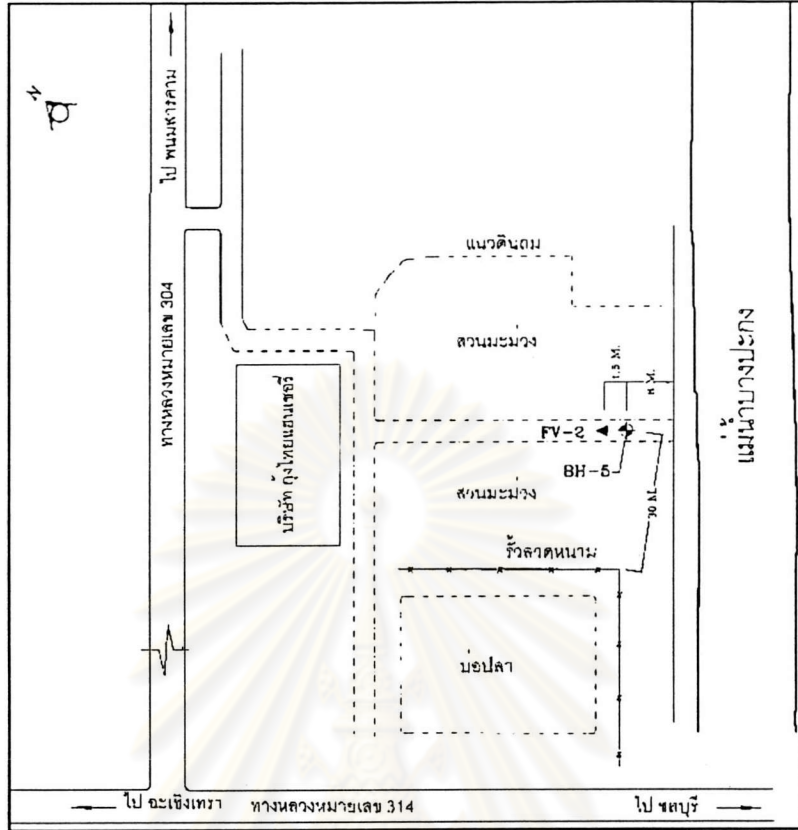 N
ไป พนมสารคาม
ทางหลวงหมายเลข 304
แนวดินถม
สวนมะม่วง
บริษัท กุ้งไทยแฮนเชอรี่
1.5 M.
8 M.
FV-2
BH-5
แม่น้ำบางปะกง
สวนมะม่วง
30 M.
รั้วลวดหนาม
บ่อปลา
ไป ฉะเชิงเทรา
ทางหลวงหมายเลข 314
ไป ชลบุรี